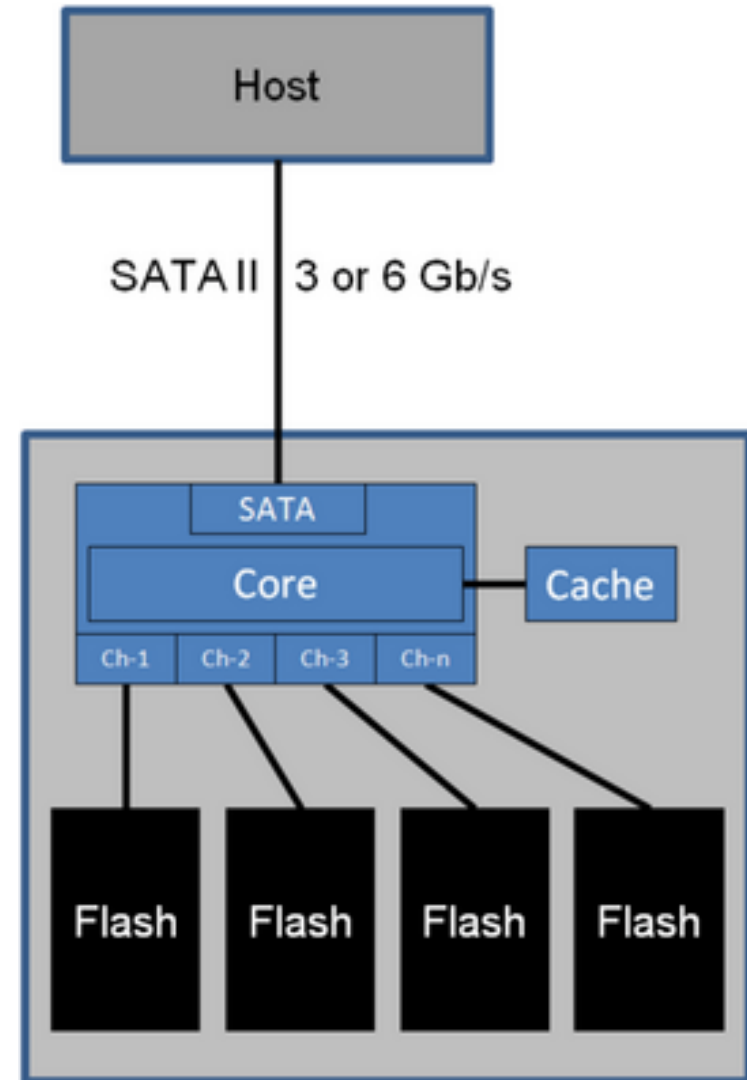 Host
SATA II 3 or 6 Gb/s
SATA
Core
Cache
Ch-1 Ch-2 Ch-3 Ch-n
Flash Flash Flash Flash